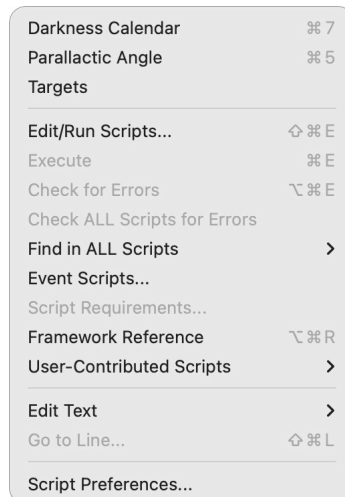 Darkness Calendar ⌘ 7
Parallactic Angle ⌘ 5
Targets
Edit/Run Scripts... ⇧ ⌘ E
Execute ⌘ E
Check for Errors ⌥ ⌘ E
Check ALL Scripts for Errors
Find in ALL Scripts >
Event Scripts...
Script Requirements...
Framework Reference ⌥ ⌘ R
User-Contributed Scripts >
Edit Text >
Go to Line... ⇧ ⌘ L
Script Preferences...